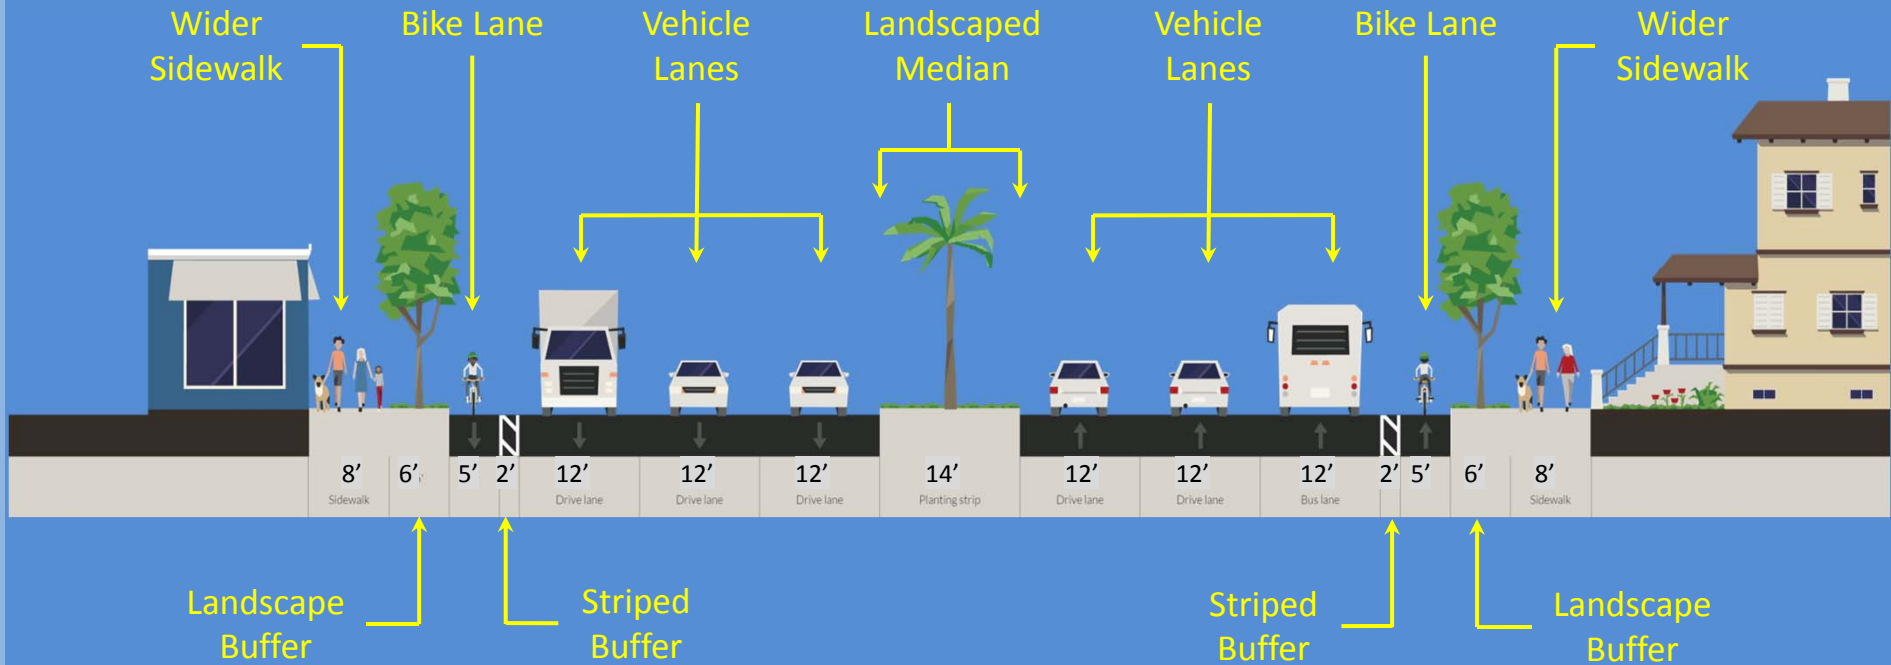 Wider
Sidewalk
Bike Lane
Vehicle
Lanes
Landscaped
Median
Vehicle
Lanes
Bike Lane
Wider
Sidewalk
8’ 6’ 5’ 2’ 12’ 12’ 12’ 14’ 12’ 12’ 12’ 2’ 5’ 6’ 8’
Sidewalk Drive lane Drive lane Drive lane Planting strip Drive lane Drive lane Bus lane Sidewalk
Landscape
Buffer
Striped
Buffer
Striped
Buffer
Landscape
Buffer